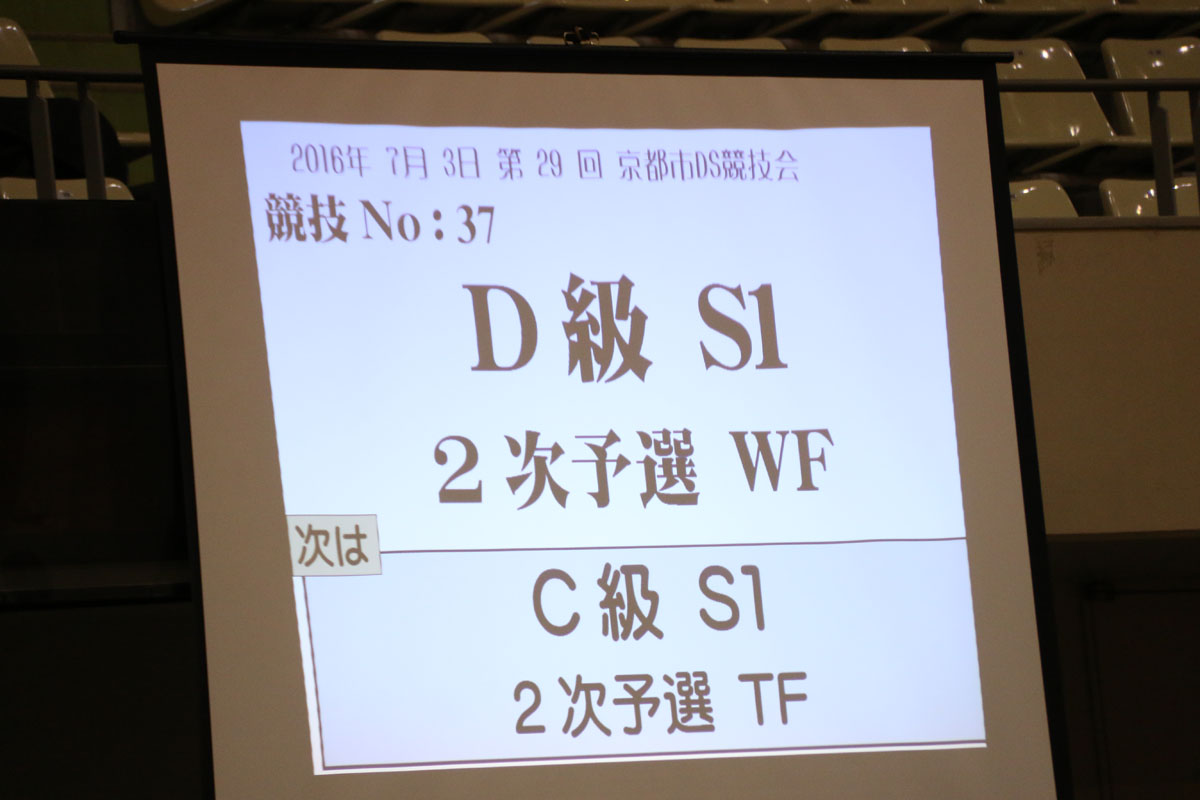 2016年 7月 3日 第 29 回 京都市DS競技会
競技 No : 37
D 級 S1
2 次予選 WF
次は
C 級 S1
2 次予選 TF